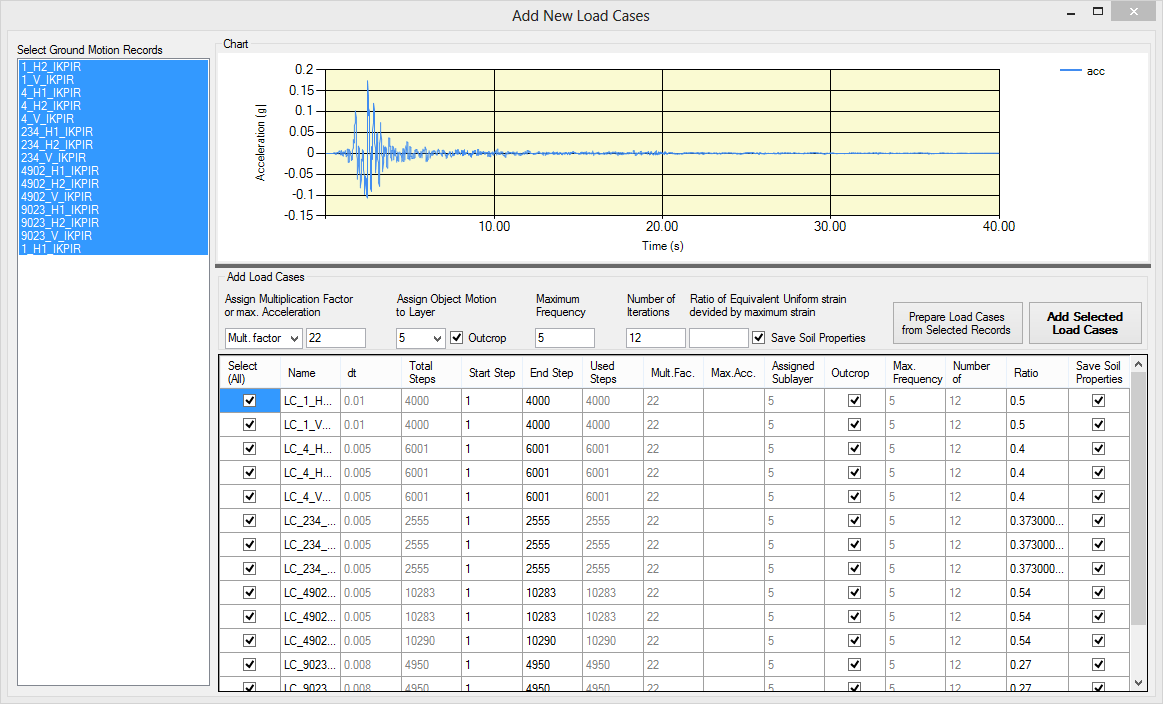 Add New Load Cases
Select Ground Motion Records
1_H2_IKPIR
1_V_IKPIR
4_H1_IKPIR
4_H2_IKPIR
4_V_IKPIR
234_H1_IKPIR
234_H2_IKPIR
234_V_IKPIR
4902_H1_IKPIR
4902_H2_IKPIR
4902_V_IKPIR
9023_H1_IKPIR
9023_H2_IKPIR
9023_V_IKPIR
1_H1_IKPIR
Chart
0.2
0.15
0.1
0.05
0
-0.05
-0.1
-0.15
Acceleration [g]
10.00 20.00 30.00 40.00
Time (s)
acc
Add Load Cases
Assign Multiplication Factor
or max. Acceleration
Mult. factor 22
Assign Object Motion
to Layer
5 Outcrop
Maximum
Frequency
5
Number of
Iterations
12
Ratio of Equivalent Uniform strain
devided by maximum strain
Save Soil Properties
Prepare Load Cases
from Selected Records
Add Selected
Load Cases
Select (All) Name dt Total Steps Start Step End Step Used Steps Mult.Fac. Max.Acc. Assigned Sublayer Outcrop Max. Frequency Number of Ratio Save Soil Properties
LC_1_H... 0.01 4000 1 4000 4000 22 5 5 12 0.5
LC_1_V... 0.01 4000 1 4000 4000 22 5 5 12 0.5
LC_4_H... 0.005 6001 1 6001 6001 22 5 5 12 0.4
LC_4_H... 0.005 6001 1 6001 6001 22 5 5 12 0.4
LC_4_V... 0.005 6001 1 6001 6001 22 5 5 12 0.4
LC_234_... 0.005 2555 1 2555 2555 22 5 5 12 0.373000...
LC_234_... 0.005 2555 1 2555 2555 22 5 5 12 0.373000...
LC_234_... 0.005 2555 1 2555 2555 22 5 5 12 0.373000...
LC_4902... 0.005 10283 1 10283 10283 22 5 5 12 0.54
LC_4902... 0.005 10283 1 10283 10283 22 5 5 12 0.54
LC_4902... 0.005 10290 1 10290 10290 22 5 5 12 0.54
LC_9023... 0.008 4950 1 4950 4950 22 5 5 12 0.27
LC_9023... 0.008 4950 1 4950 4950 22 5 5 12 0.27